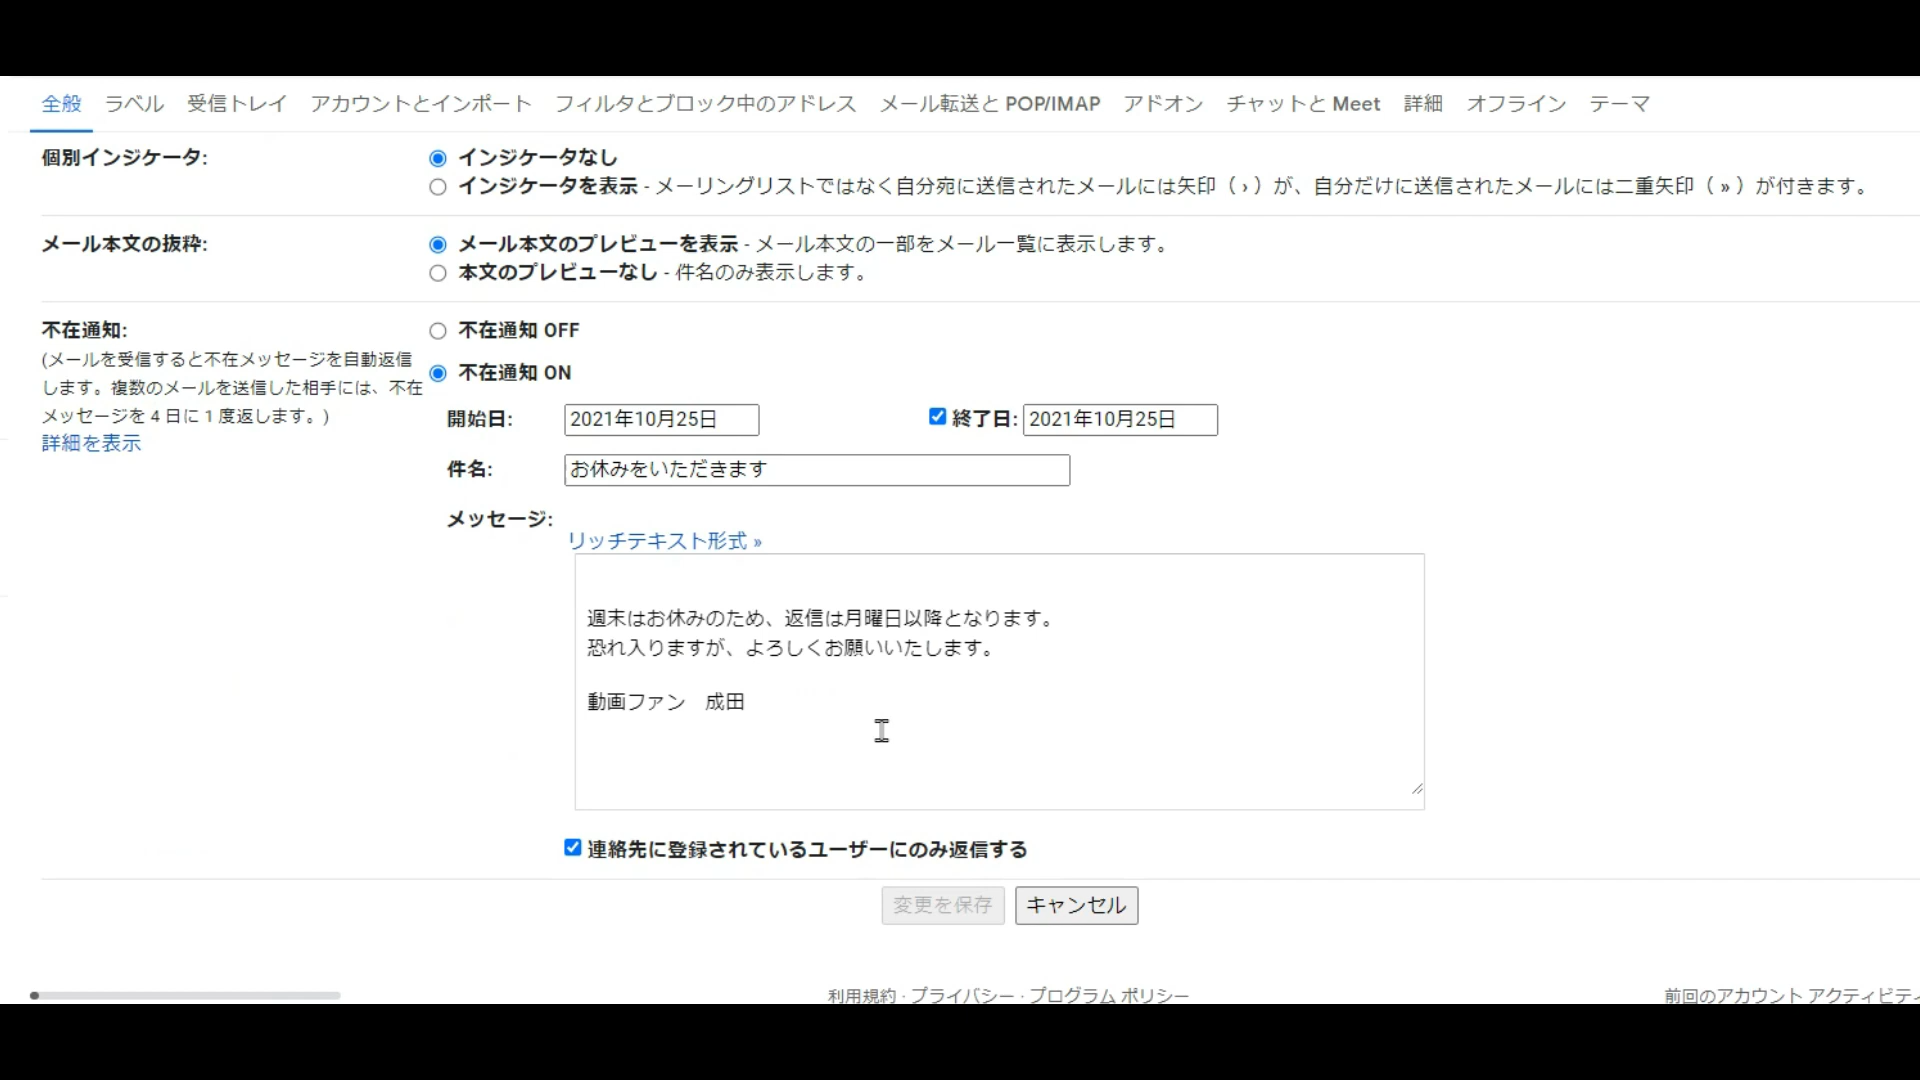 全般 ラベル 受信トレイ アカウントとインポート フィルタとブロック中のアドレス メール転送と POP/IMAP アドオン チャットと Meet 詳細 オフライン テーマ
個別インジケータ:
インジケータなし
インジケータを表示 - メーリングリストではなく自分宛に送信されたメールには矢印（ › ）が、自分だけに送信されたメールには二重矢印（ » ）が付きます。
メール本文の抜粋:
メール本文のプレビューを表示 - メール本文の一部をメール一覧に表示します。
本文のプレビューなし - 件名のみ表示します。
不在通知:
(メールを受信すると不在メッセージを自動返信
します。複数のメールを送信した相手には、不在
メッセージを 4 日に 1 度返します。)
詳細を表示
不在通知 OFF
不在通知 ON
開始日: 2021年10月25日 終了日: 2021年10月25日
件名: お休みをいただきます
メッセージ:
リッチテキスト形式 »
週末はお休みのため、返信は月曜日以降となります。
恐れ入りますが、よろしくお願いいたします。
動画ファン　成田
連絡先に登録されているユーザーにのみ返信する
変更を保存 キャンセル
利用規約 · プライバシー · プログラム ポリシー
前回のアカウント アクティビティ